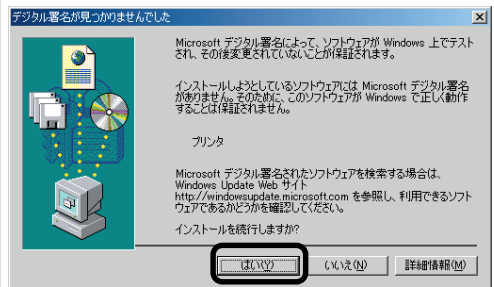 デジタル署名が見つかりませんでした
Microsoft デジタル署名によって、ソフトウェアが Windows 上でテスト
され、その後変更されていないことが保証されます。
インストールしようとしているソフトウェアには Microsoft デジタル署名
がありません。そのために、このソフトウェアが Windows で正しく動作
することは保証されません。
プリンタ
Microsoft デジタル署名されたソフトウェアを検索する場合は、
Windows Update Web サイト
http://windowsupdate.microsoft.com を参照し、利用できるソフト
ウェアであるかどうかを確認してください。
インストールを続行しますか?
はい(Y) いいえ(N) 詳細情報(M)